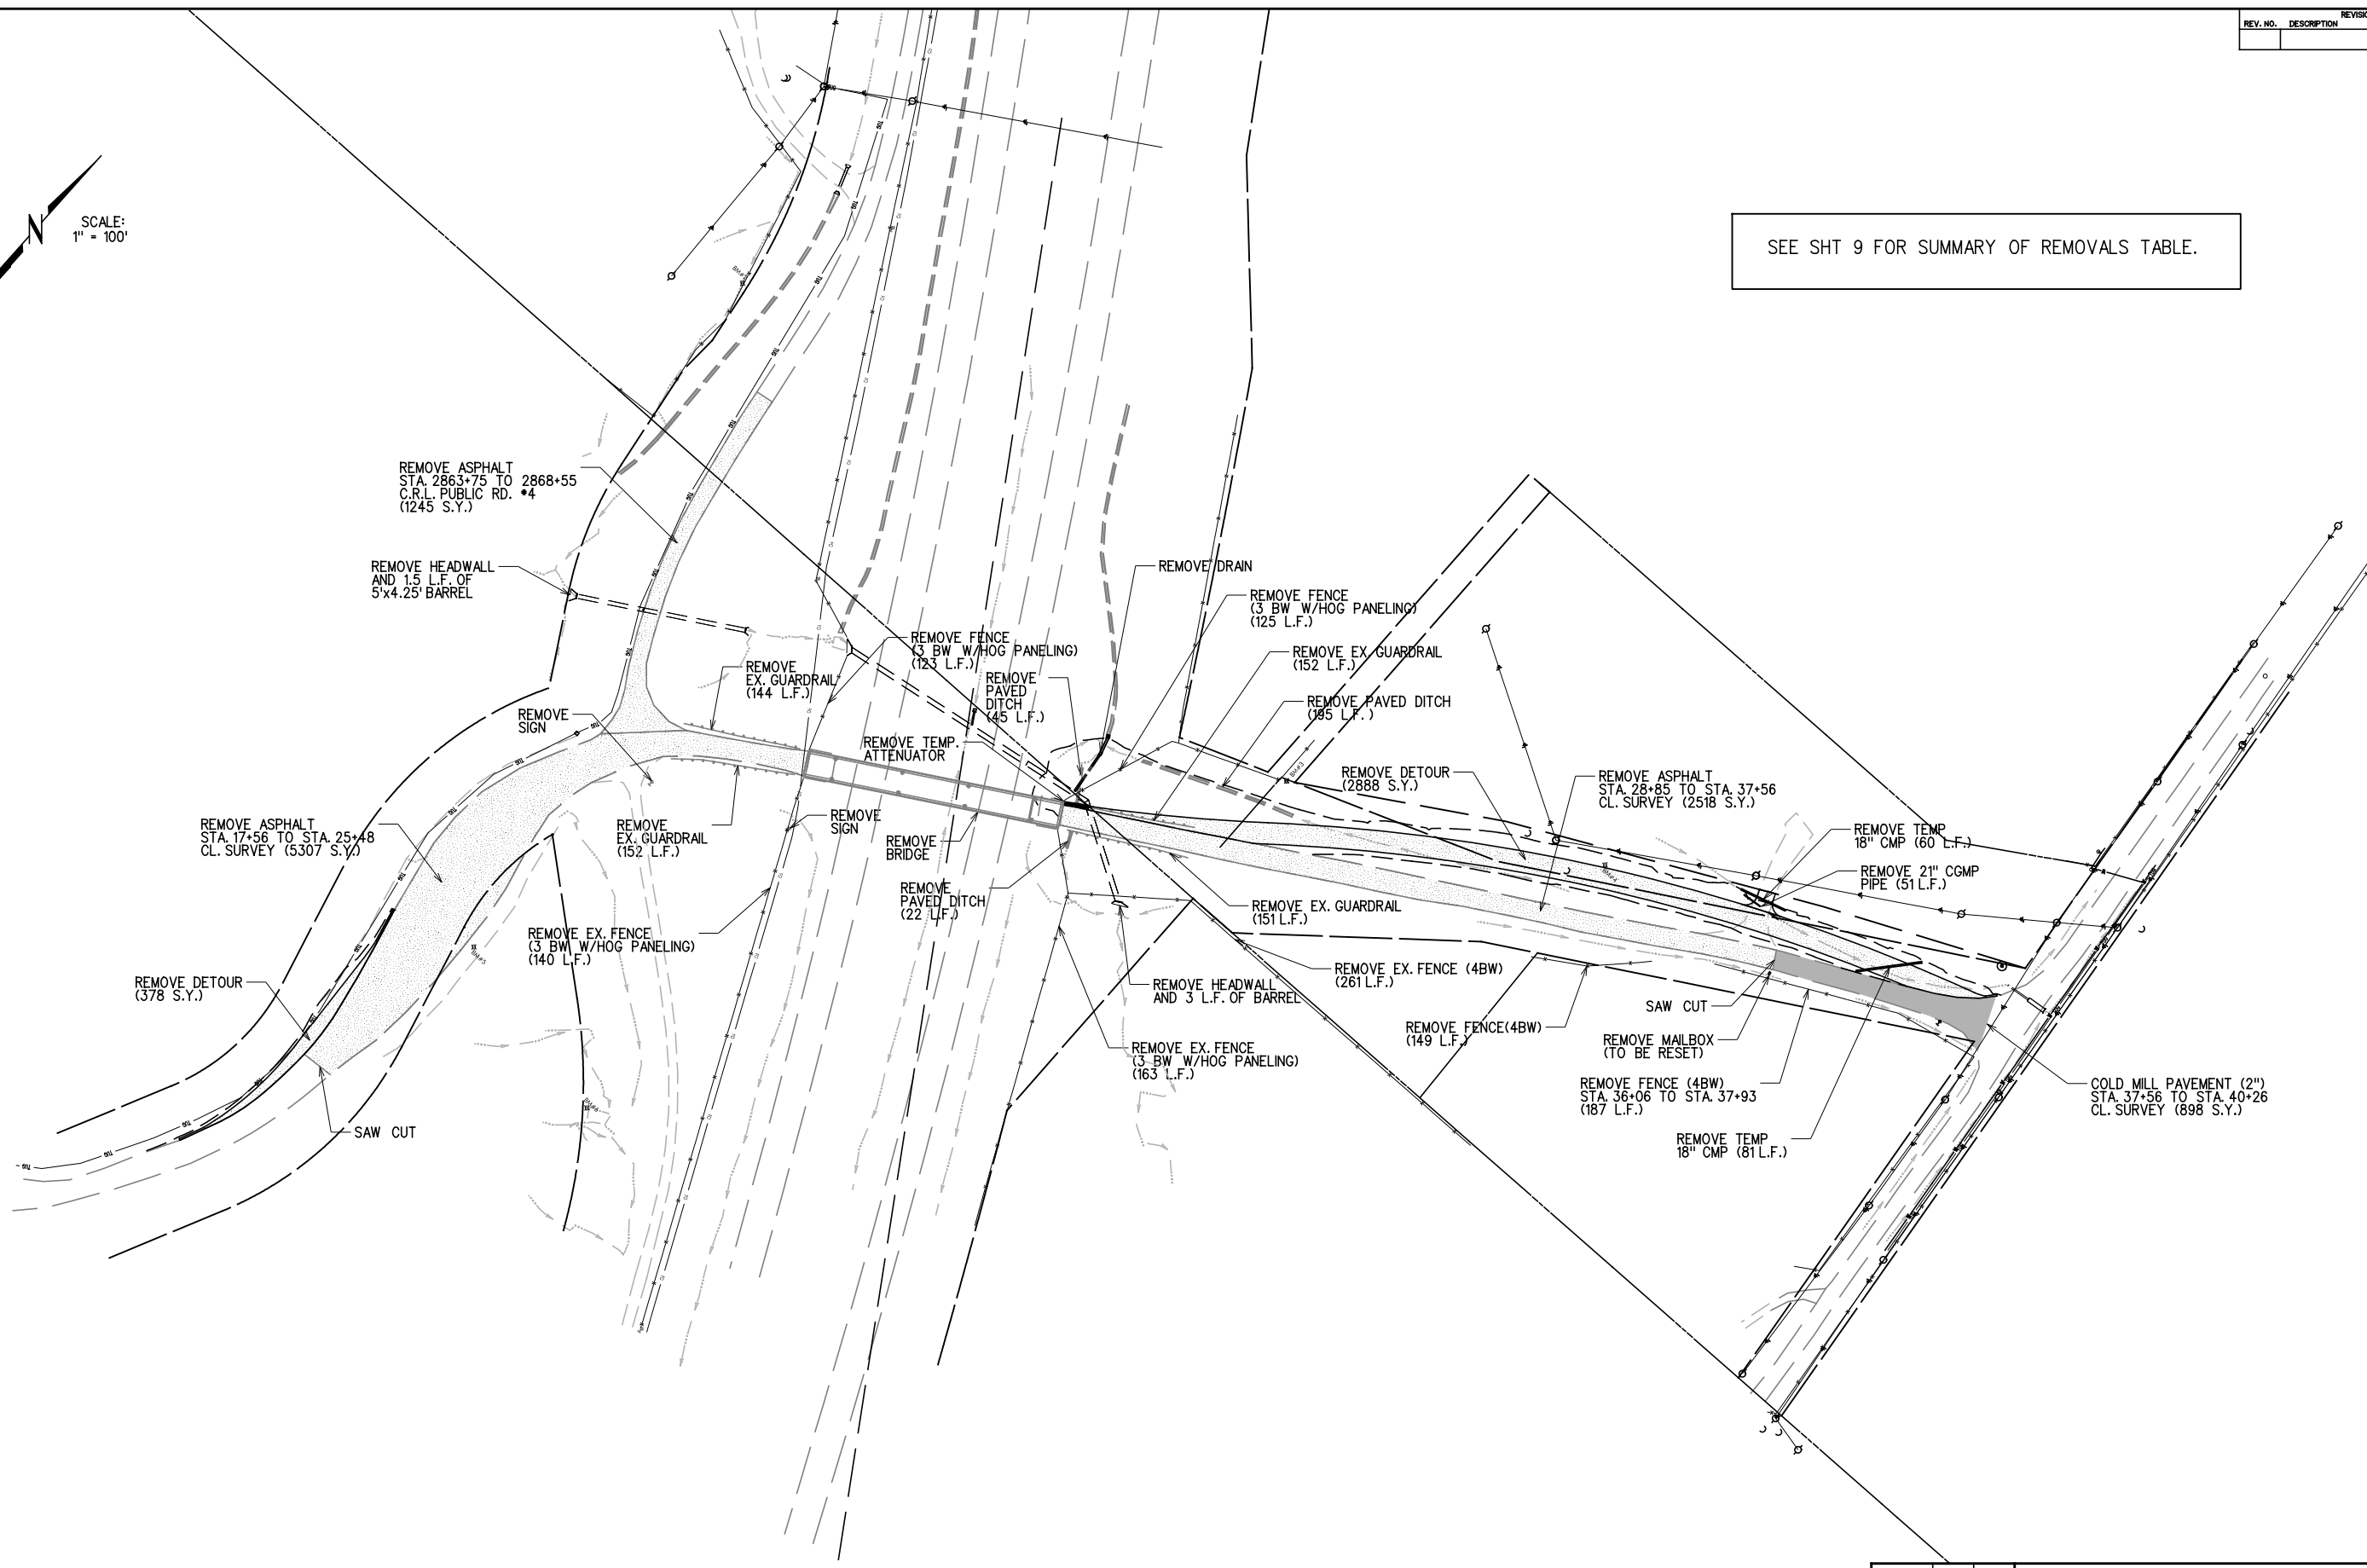 REVISIO
REV. NO. DESCRIPTION
N
SCALE:
1" = 100'
SEE SHT 9 FOR SUMMARY OF REMOVALS TABLE.
REMOVE ASPHALT
STA. 2863+75 TO 2868+55
C.R.L. PUBLIC RD. #4
(1245 S.Y.)
REMOVE HEADWALL
AND 1.5 L.F. OF
5'x4.25' BARREL
REMOVE DRAIN
REMOVE FENCE
(3 BW W/HOG PANELING)
(125 L.F.)
REMOVE FENCE
(3 BW W/HOG PANELING)
(123 L.F.)
REMOVE EX. GUARDRAIL
(152 L.F.)
REMOVE
EX. GUARDRAIL
(144 L.F.)
REMOVE
PAVED
DITCH
(45 L.F.)
REMOVE PAVED DITCH
(195 L.F.)
REMOVE
SIGN
REMOVE TEMP.
ATTENUATOR
REMOVE DETOUR
(2888 S.Y.)
REMOVE ASPHALT
STA. 28+85 TO STA. 37+56
CL. SURVEY (2518 S.Y.)
REMOVE ASPHALT
STA. 17+56 TO STA. 25+48
CL. SURVEY (5307 S.Y.)
REMOVE
EX. GUARDRAIL
(152 L.F.)
REMOVE
SIGN
REMOVE
BRIDGE
REMOVE TEMP
18" CMP (60 L.F.)
REMOVE 21" CGMP
PIPE (51 L.F.)
REMOVE
PAVED DITCH
(22 L.F.)
REMOVE EX. GUARDRAIL
(151 L.F.)
REMOVE EX. FENCE
(3 BW W/HOG PANELING)
(140 L.F.)
REMOVE DETOUR
(378 S.Y.)
REMOVE EX. FENCE (4BW)
(261 L.F.)
REMOVE HEADWALL
AND 3 L.F. OF BARREL
SAW CUT
REMOVE FENCE(4BW)
(149 L.F.)
REMOVE MAILBOX
(TO BE RESET)
REMOVE EX. FENCE
(3 BW W/HOG PANELING)
(163 L.F.)
REMOVE FENCE (4BW)
STA. 36+06 TO STA. 37+93
(187 L.F.)
COLD MILL PAVEMENT (2")
STA. 37+56 TO STA. 40+26
CL. SURVEY (898 S.Y.)
SAW CUT
REMOVE TEMP
18" CMP (81 L.F.)